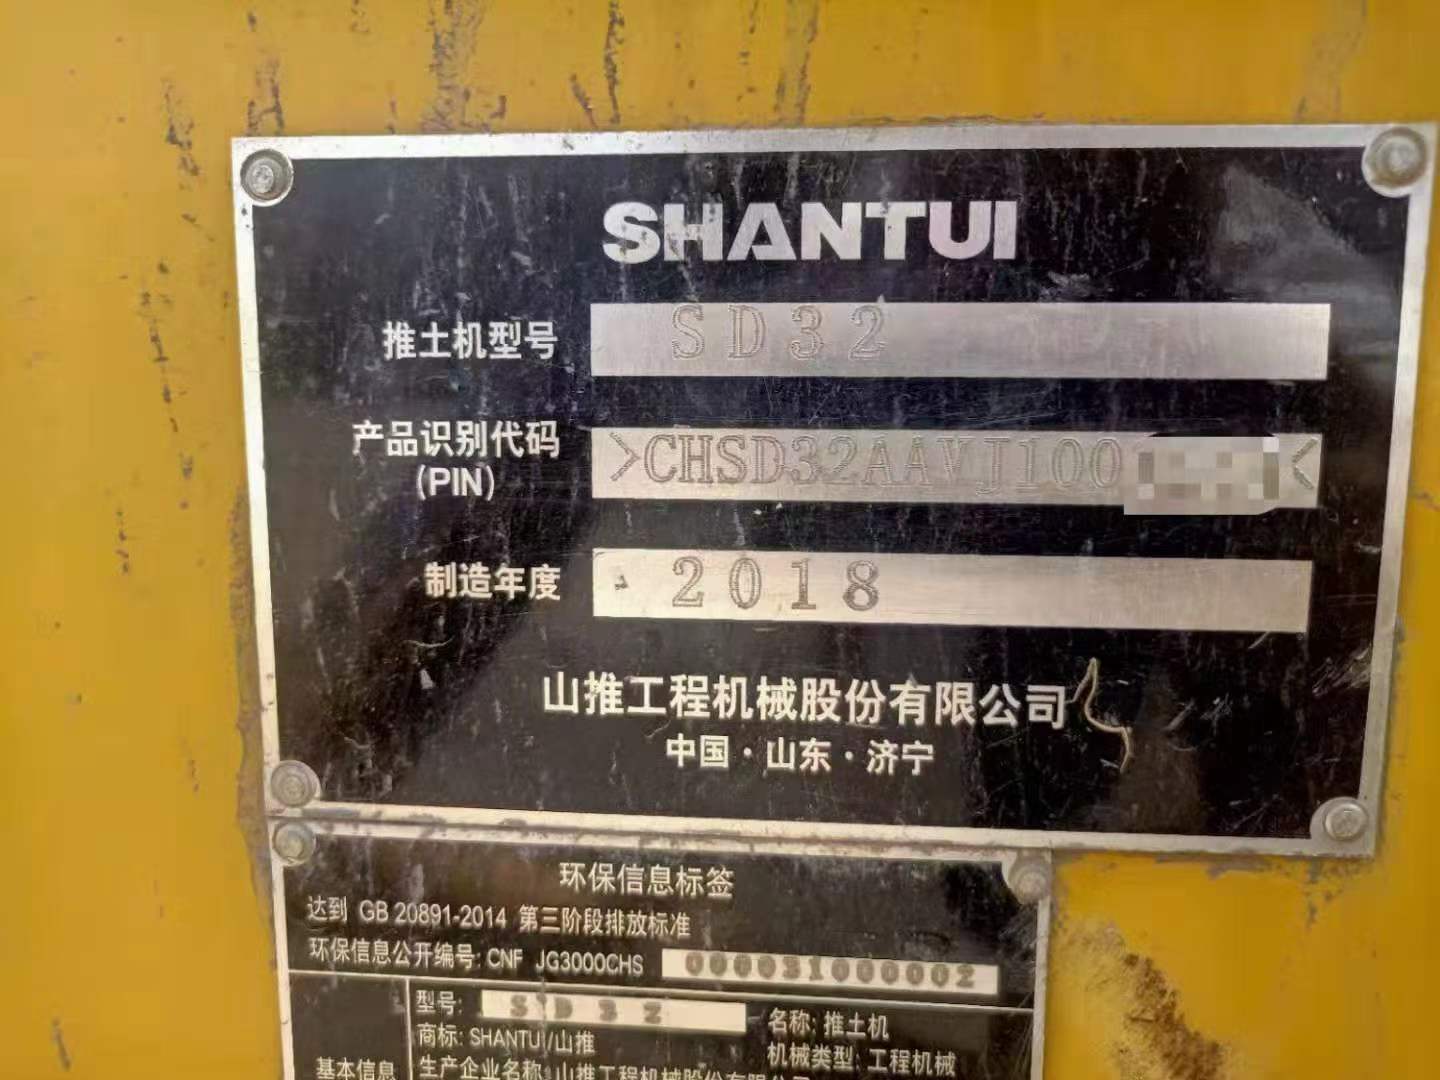 SHANTUI
推土机型号 SD32
产品识别代码 >CHSD32AAVJ100 <
(PIN)
制造年度 2018
山推工程机械股份有限公司
中国·山东·济宁
环保信息标签
达到 GB 20891-2014 第三阶段排放标准
环保信息公开编号: CNF JG3000CHS 000031000002
型号: SD32 名称: 推土机
商标: SHANTUI/山推 机械类型: 工程机械
基本信息 生产企业名称: 山推工程机械股份有限公司